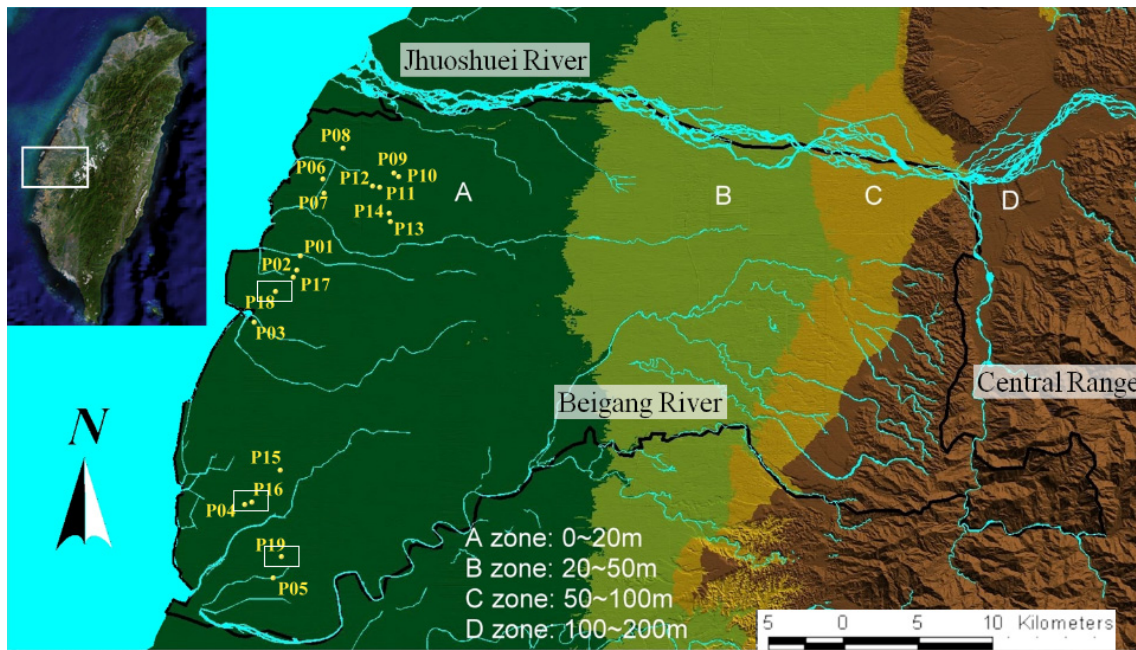 Jhuoshuei River
P08
P06
P09
P12
P10
P11
P07
P14
P13
A
B
C
D
P01
P02
P17
P18
P03
Central Range
Beigang River
N
P15
P16
P04
P19
P05
A zone: 0~20m
B zone: 20~50m
C zone: 50~100m
D zone: 100~200m
5 0 5 10 Kilometers